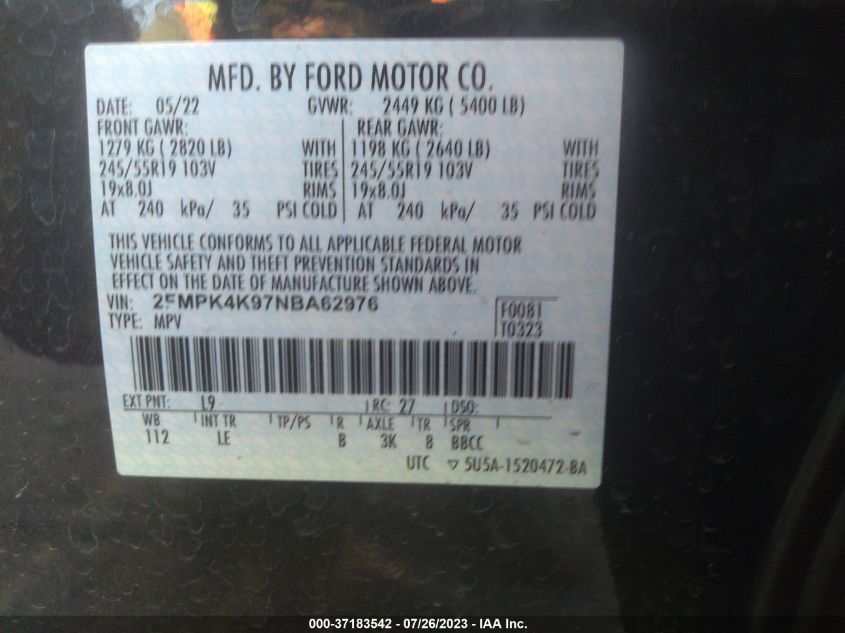 MFD. BY FORD MOTOR CO.
DATE: 05/22 GVWR: 2449 KG ( 5400 LB)
FRONT GAWR: REAR GAWR:
1279 KG ( 2820 LB) WITH 1198 KG ( 2640 LB) WITH
245/55R19 103V TIRES 245/55R19 103V TIRES
19x8.0J RIMS 19x8.0J RIMS
AT 240 kPa/ 35 PSI COLD AT 240 kPa/ 35 PSI COLD
THIS VEHICLE CONFORMS TO ALL APPLICABLE FEDERAL MOTOR
VEHICLE SAFETY AND THEFT PREVENTION STANDARDS IN
EFFECT ON THE DATE OF MANUFACTURE SHOWN ABOVE.
VIN: 2FMPK4K97NBA62976 F0081
TYPE: MPV T0323
EXT PNT: L9 RC: 27 DSO:
WB INT TR TP/PS R AXLE TR SPR
112 LE B 3K 8 BBCC
UTC ▽ 5U5A-1520472-BA
000-37183542 / 07/26/2023 - IAA Inc.